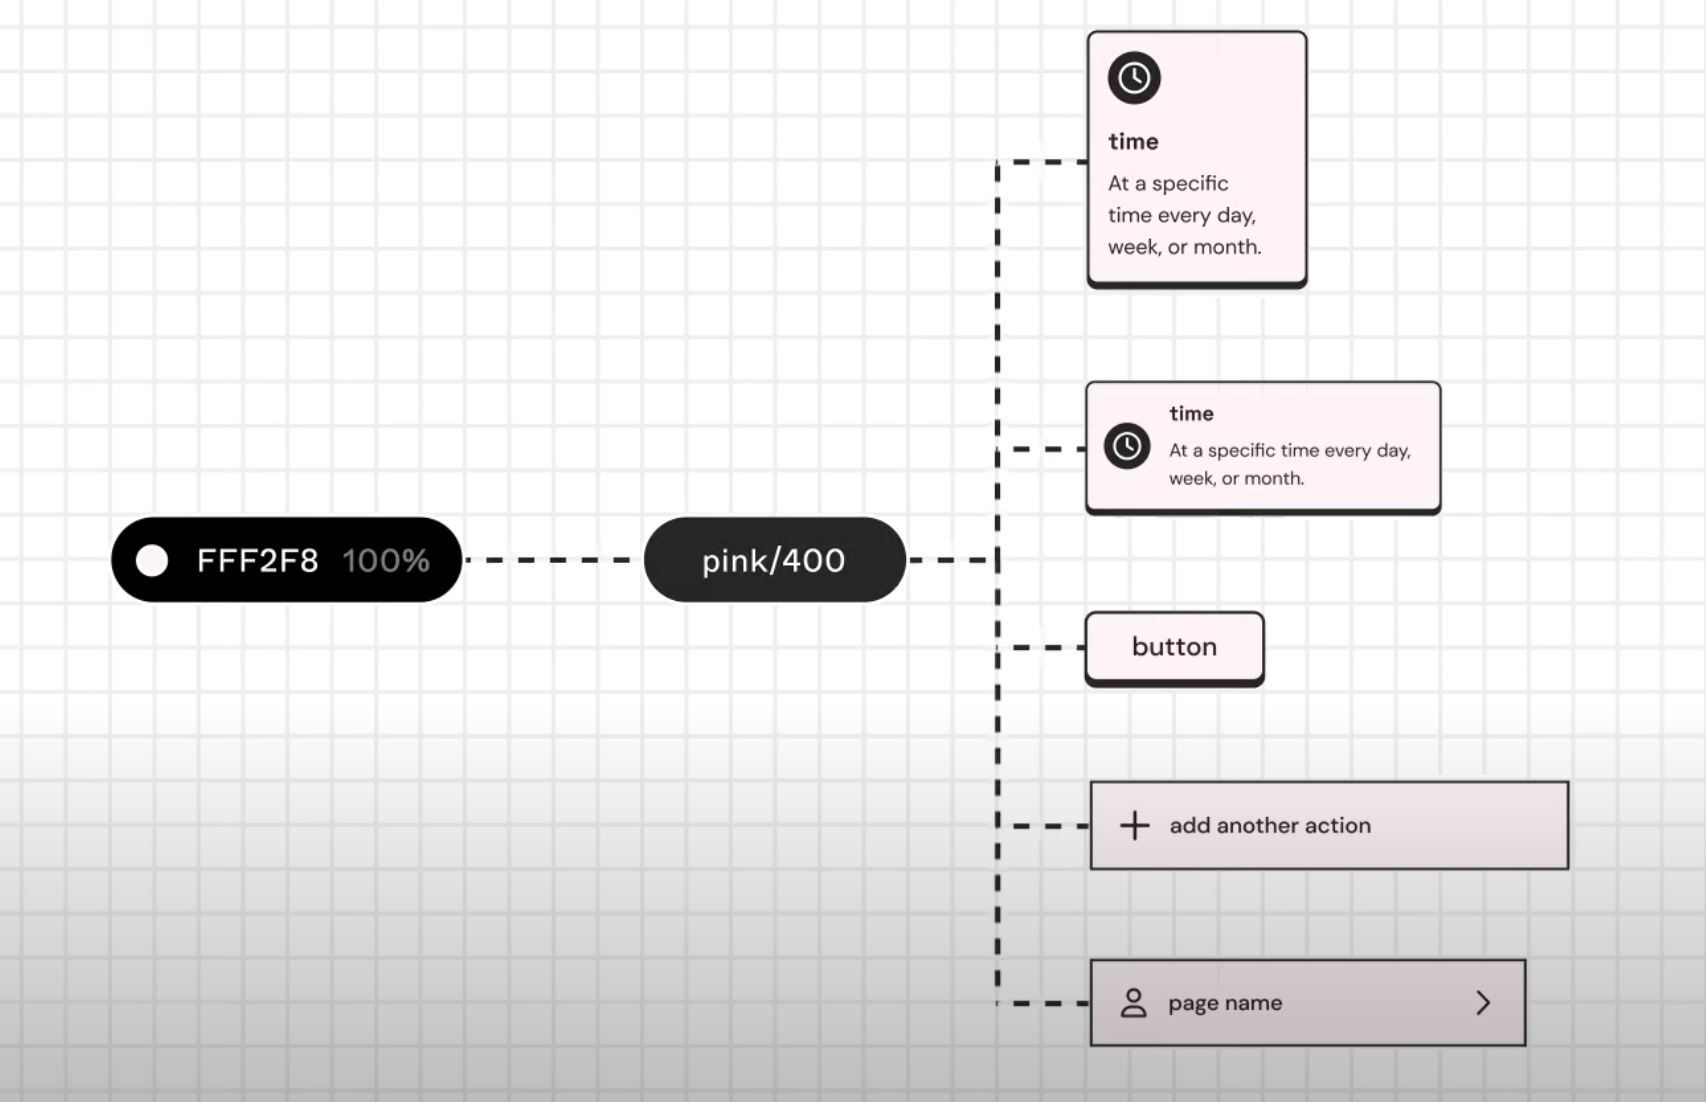 time
At a specific
time every day,
week, or month.
time
At a specific time every day,
week, or month.
FFF2F8 100%
pink/400
button
add another action
page name